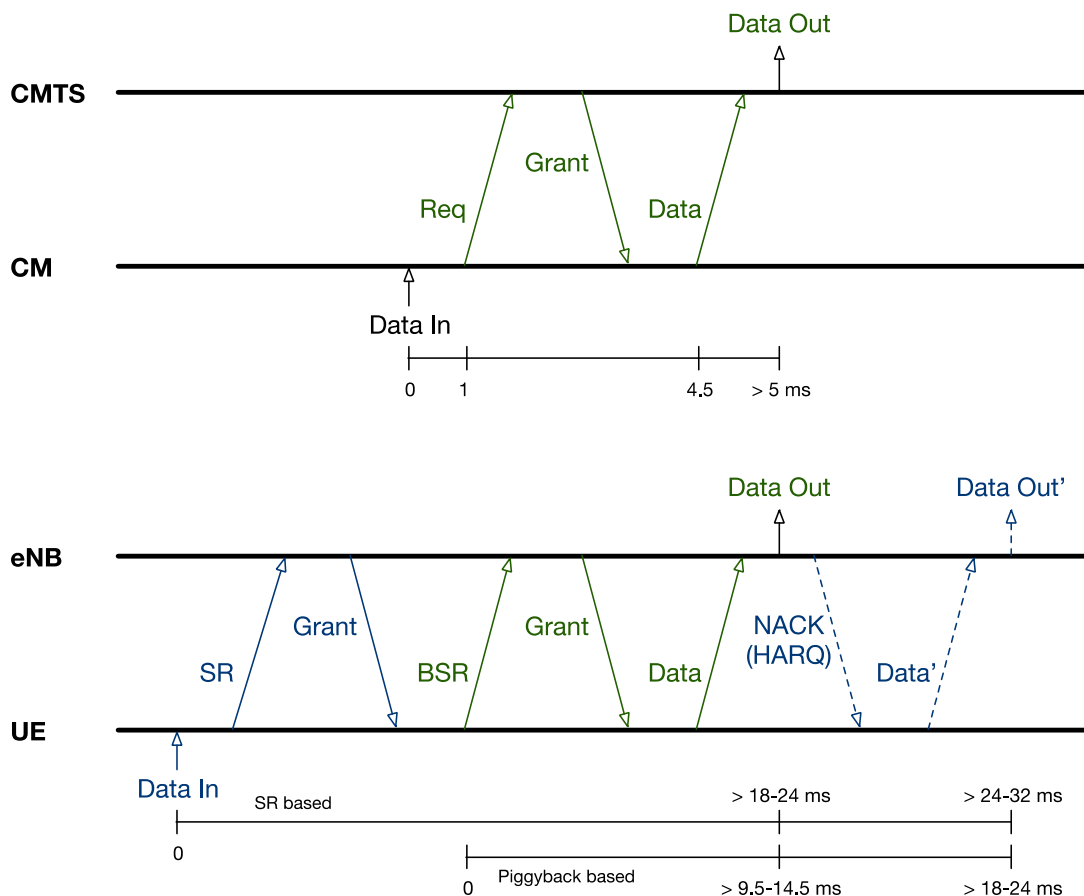 Data Out
CMTS
Grant
Req
Data
CM
Data In
0
1
4.5
> 5 ms
Data Out
Data Out’
eNB
Grant
Grant
NACK
(HARQ)
SR
BSR
Data
Data’
UE
Data In
SR based
> 18-24 ms
> 24-32 ms
0
Piggyback based
0
> 9.5-14.5 ms
> 18-24 ms